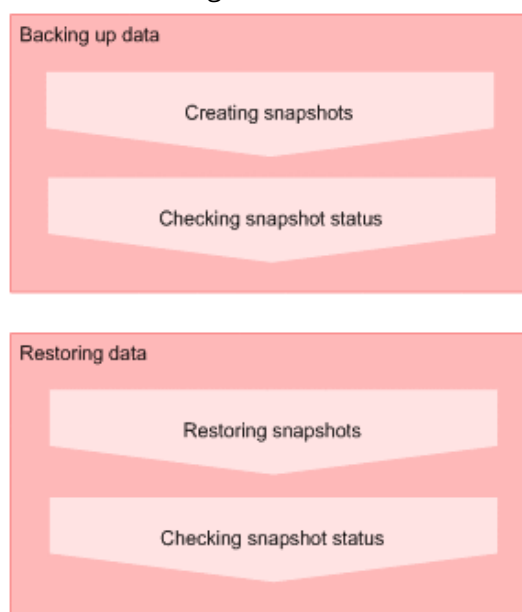 Backing up data
Creating snapshots
Checking snapshot status
Restoring data
Restoring snapshots
Checking snapshot status